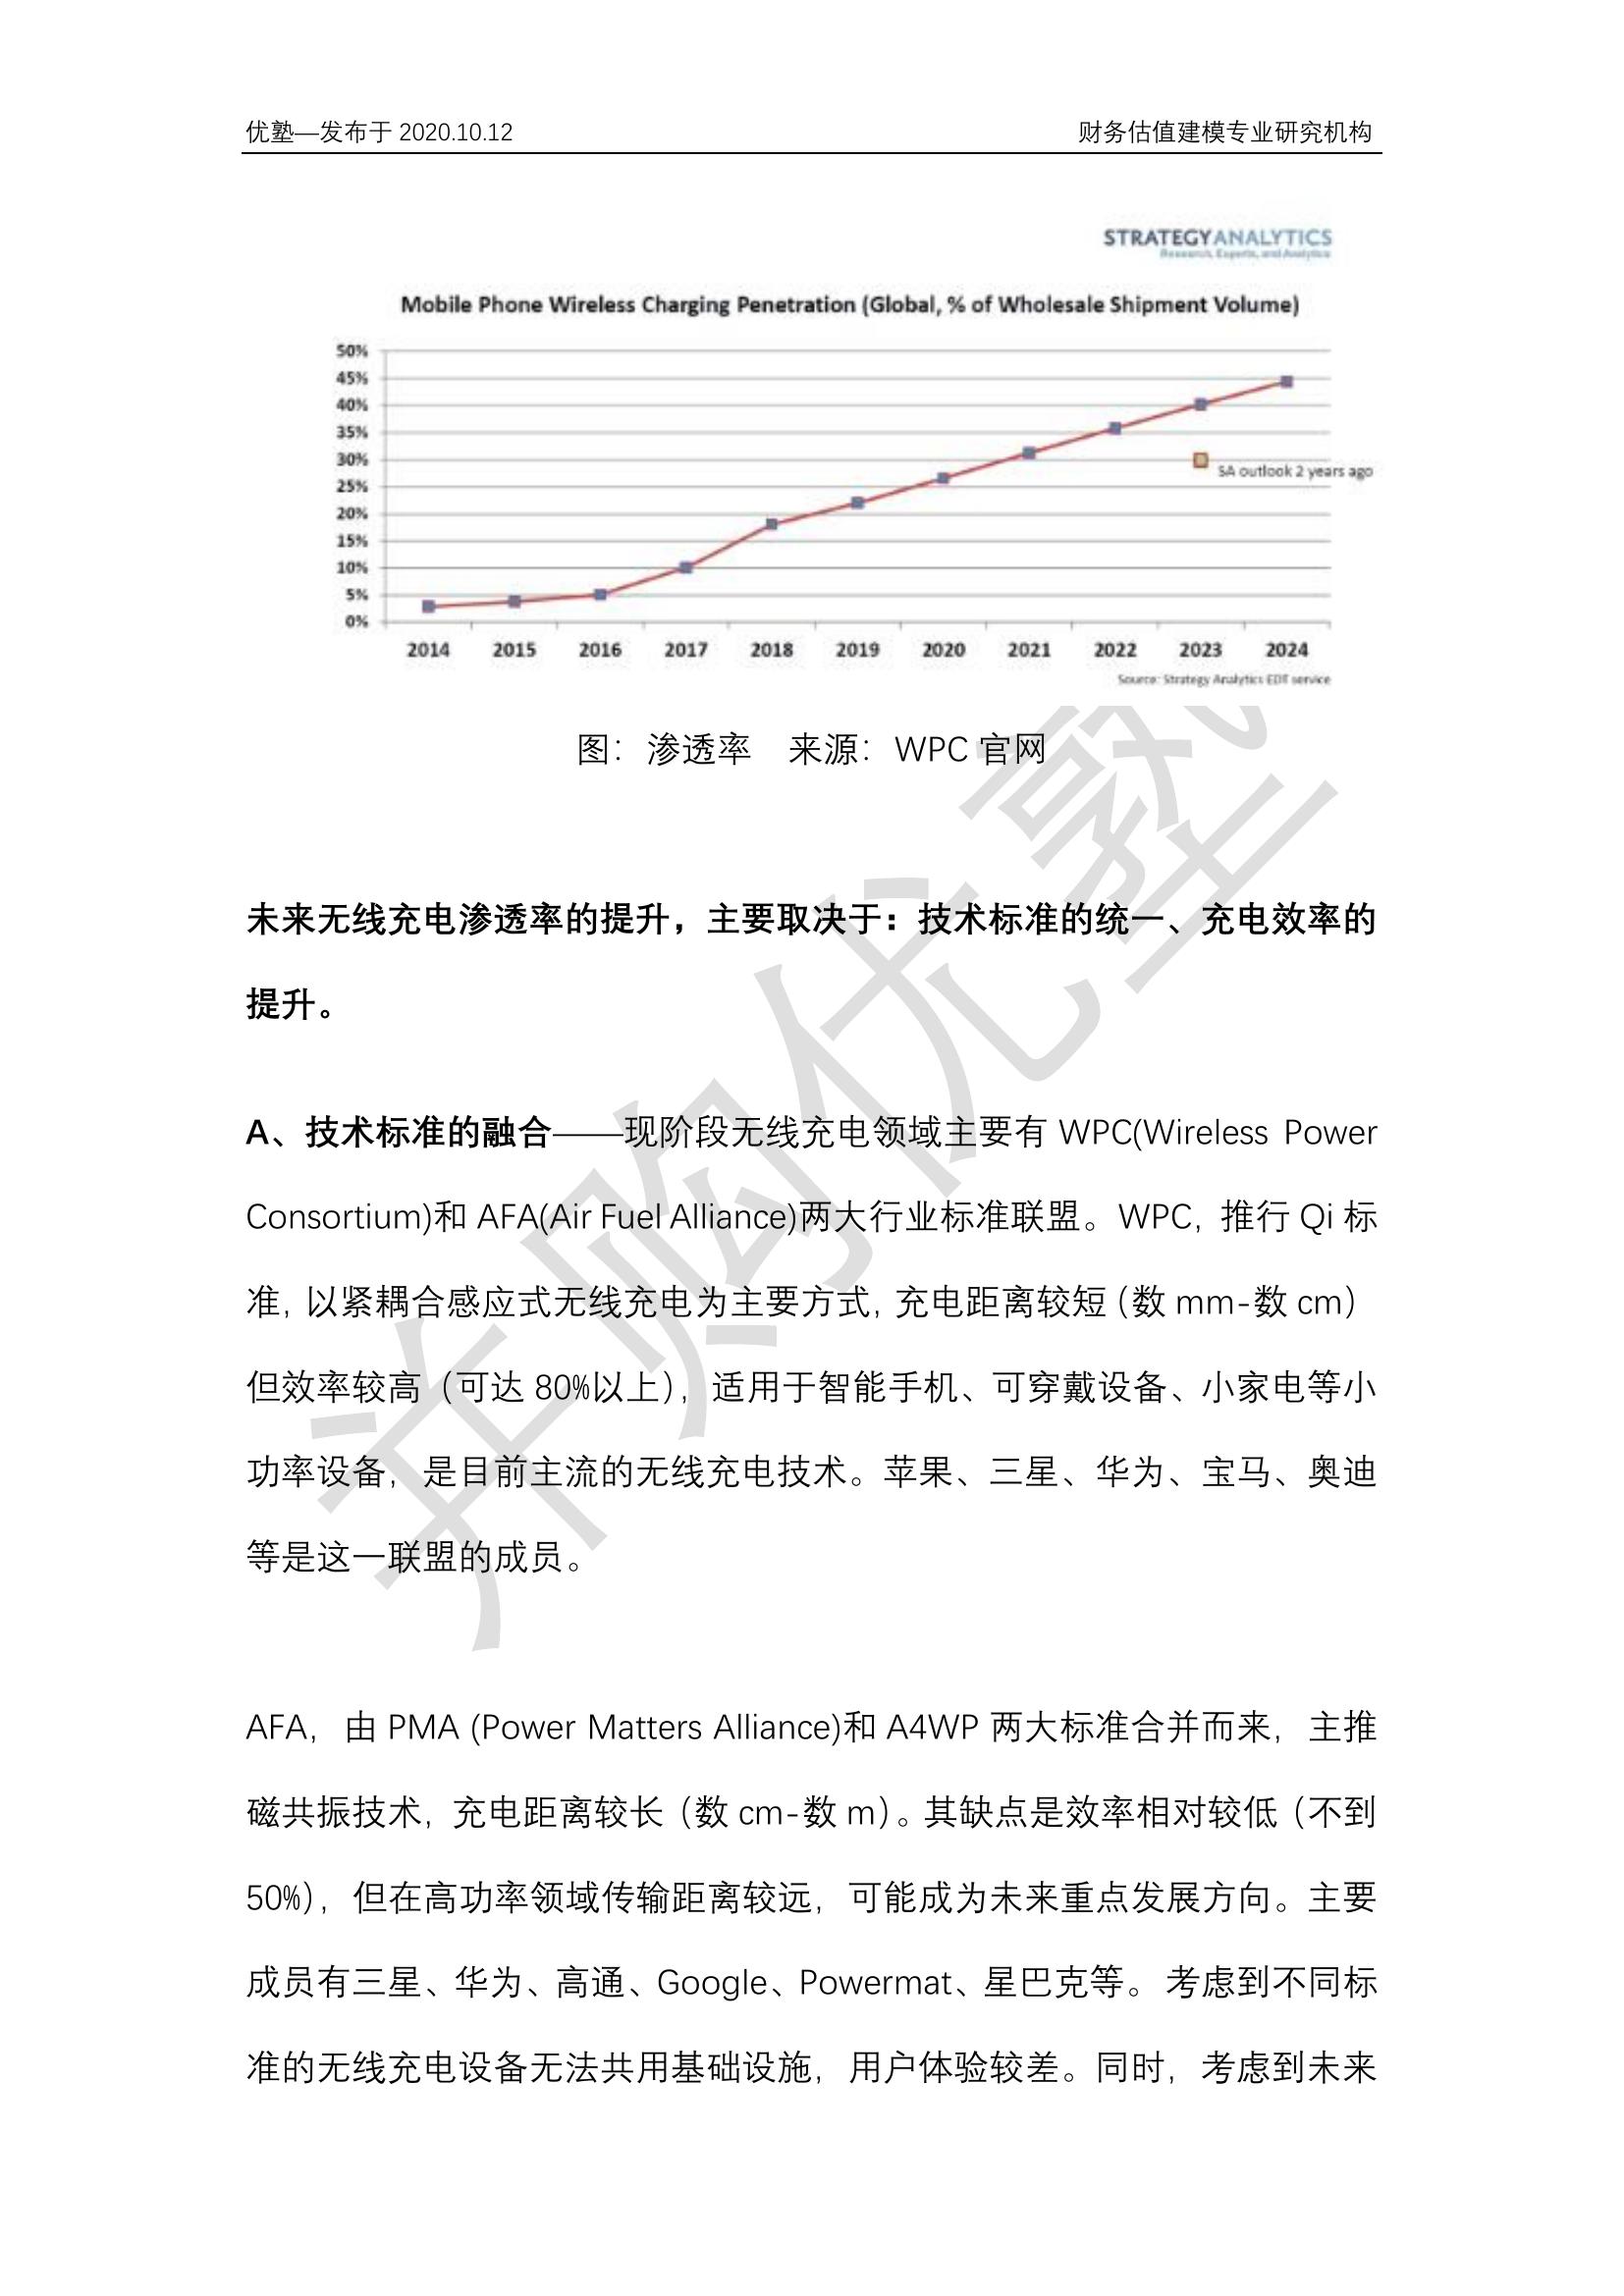 优塾—发布于 2020.10.12 财务估值建模专业研究机构
STRATEGYANALYTICS
Research, Experts, and Analytics
Mobile Phone Wireless Charging Penetration (Global, % of Wholesale Shipment Volume)
50%
45%
40%
35%
30%
SA outlook 2 years ago
25%
20%
15%
10%
5%
0%
2014 2015 2016 2017 2018 2019 2020 2021 2022 2023 2024
Source: Strategy Analytics EDT service
图：渗透率 来源：WPC 官网
未来无线充电渗透率的提升，主要取决于：技术标准的统一、充电效率的
提升。
A、技术标准的融合——现阶段无线充电领域主要有 WPC(Wireless Power
Consortium)和 AFA(Air Fuel Alliance)两大行业标准联盟。WPC，推行 Qi 标
准，以紧耦合感应式无线充电为主要方式，充电距离较短（数 mm-数 cm）
但效率较高（可达 80%以上），适用于智能手机、可穿戴设备、小家电等小
功率设备，是目前主流的无线充电技术。苹果、三星、华为、宝马、奥迪
等是这一联盟的成员。
AFA，由 PMA (Power Matters Alliance)和 A4WP 两大标准合并而来，主推
磁共振技术，充电距离较长（数 cm-数 m）。其缺点是效率相对较低（不到
50%），但在高功率领域传输距离较远，可能成为未来重点发展方向。主要
成员有三星、华为、高通、Google、Powermat、星巴克等。 考虑到不同标
准的无线充电设备无法共用基础设施，用户体验较差。同时，考虑到未来
并购优塾